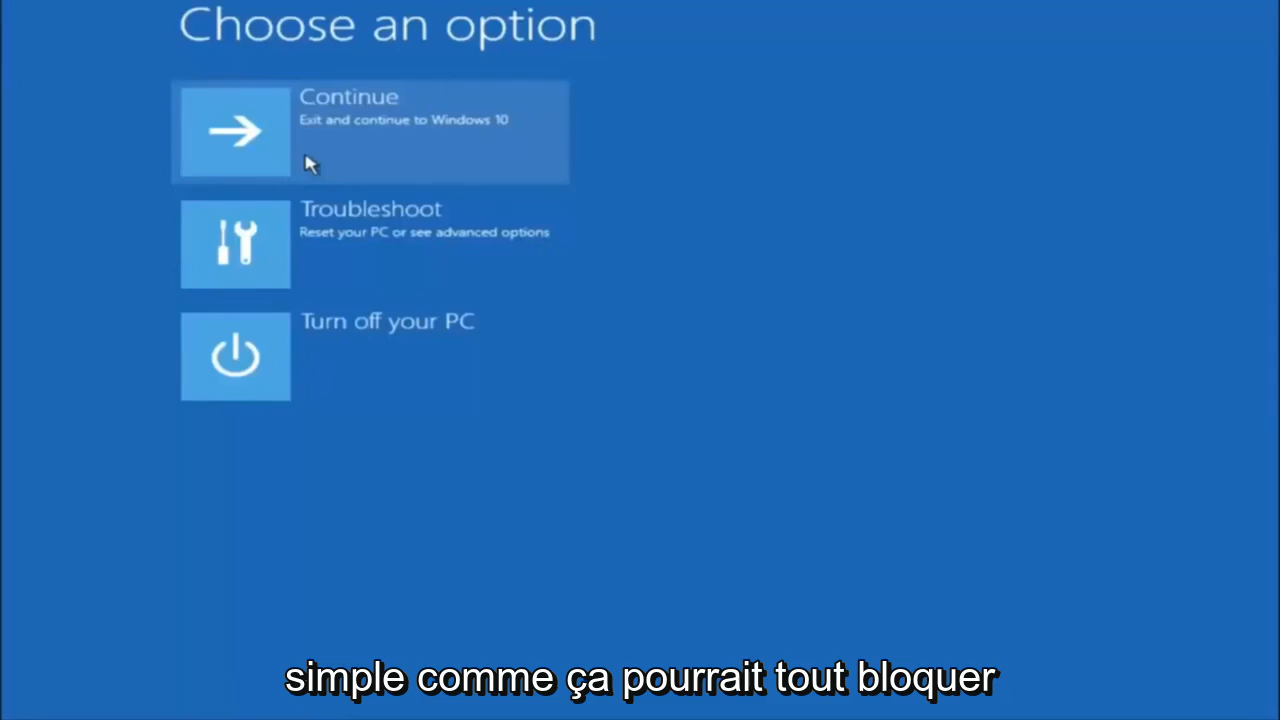 Choose an option
Continue
Exit and continue to Windows 10
Troubleshoot
Reset your PC or see advanced options
Turn off your PC
simple comme ça pourrait tout bloquer